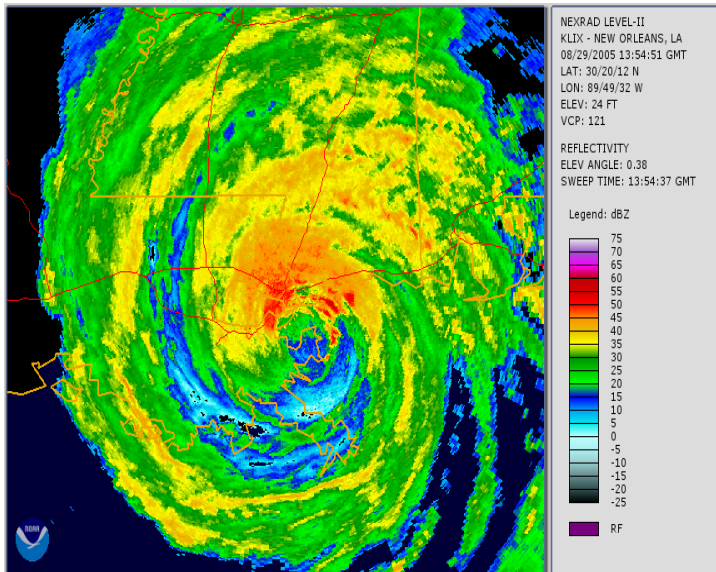 NEXRAD LEVEL-II
KLIX - NEW ORLEANS, LA
08/29/2005 13:54:51 GMT
LAT: 30/20/12 N
LON: 89/49/32 W
ELEV: 24 FT
VCP: 121
REFLECTIVITY
ELEV ANGLE: 0.38
SWEEP TIME: 13:54:37 GMT
Legend: dBZ
75
70
65
60
55
50
45
40
35
30
25
20
15
10
5
0
-5
-10
-15
-20
-25
RF
NOAA